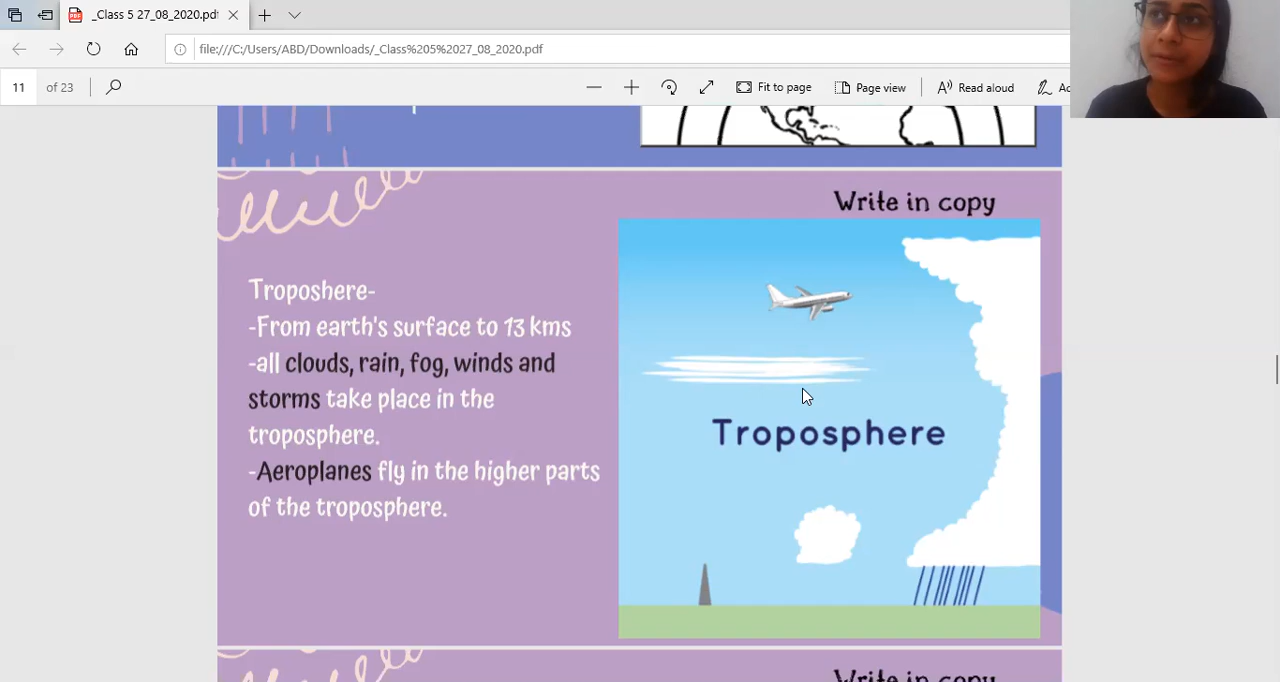 _Class 5 27_08_2020.pdf
file:///C:/Users/ABD/Downloads/_Class%205%2027_08_2020.pdf
11 of 23
Fit to page
Page view
Read aloud
Write in copy
Troposhere-
-From earth's surface to 13 kms
-all clouds, rain, fog, winds and
storms take place in the
troposphere.
-Aeroplanes fly in the higher parts
of the troposphere.
Troposphere
Write in copy